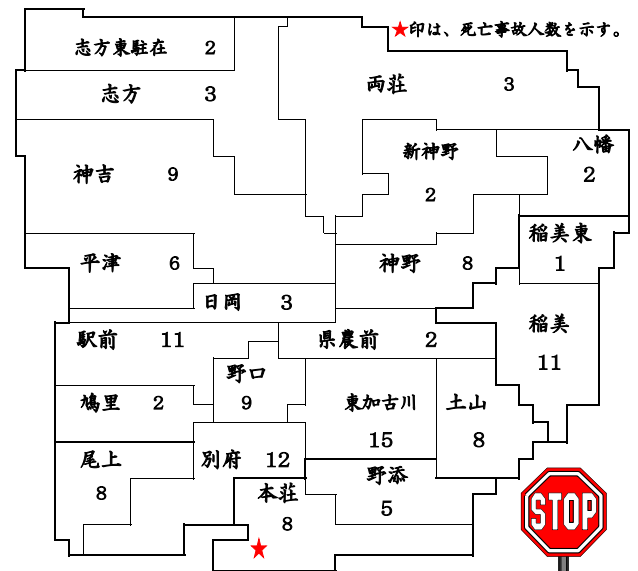 ★印は、死亡事故人数を示す。
志方東駐在 2
志方 3
両荘 3
神吉 9
新神野
2
八幡
2
平津 6
神野 8
稲美東
1
日岡 3
駅前 11
県農前 2
稲美
11
鳩里 2
野口
9
東加古川
15
土山
8
尾上
8
別府 12
本荘
8
★
野添
5
STOP